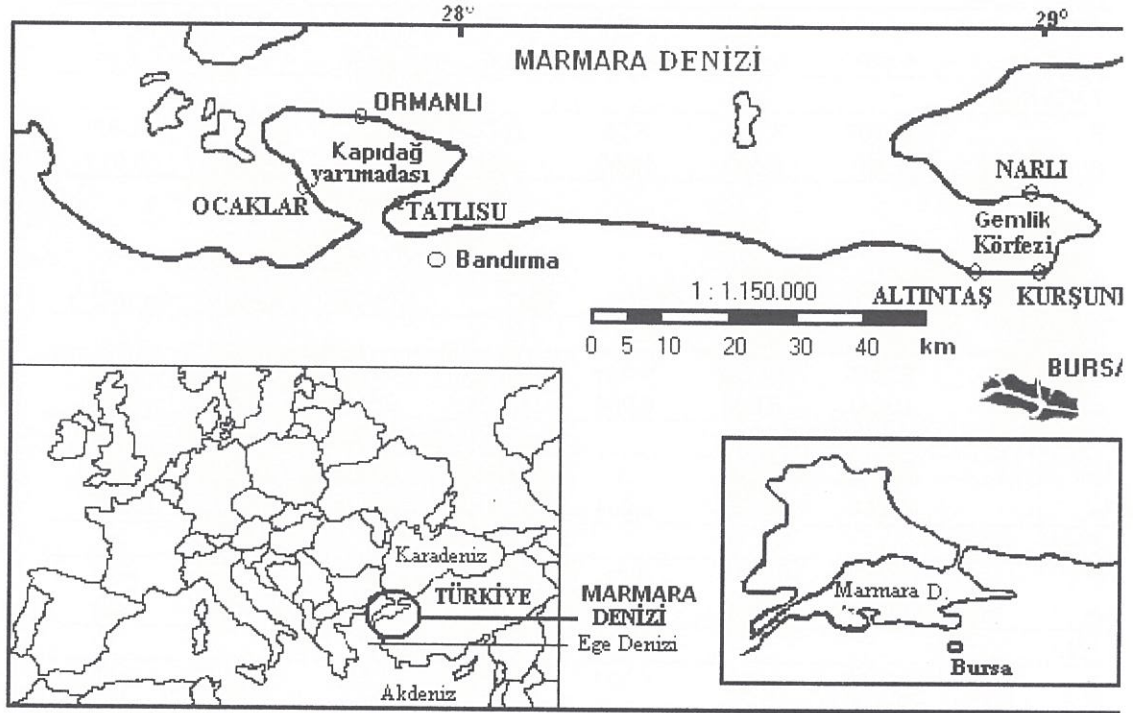 28°
29°
MARMARA DENİZİ
ORMANLI
Kapıdağ
yarımadası
OCAKLAR
TATLISU
Bandırma
NARLI
Gemlik
Körfezi
ALTINTAŞ
KURŞUNI
1 : 1.150.000
0 5 10 20 30 40 km
BURSA
Karadeniz
TÜRKİYE
MARMARA
DENİZİ
Ege Denizi
Akdeniz
Marmara D.
Bursa